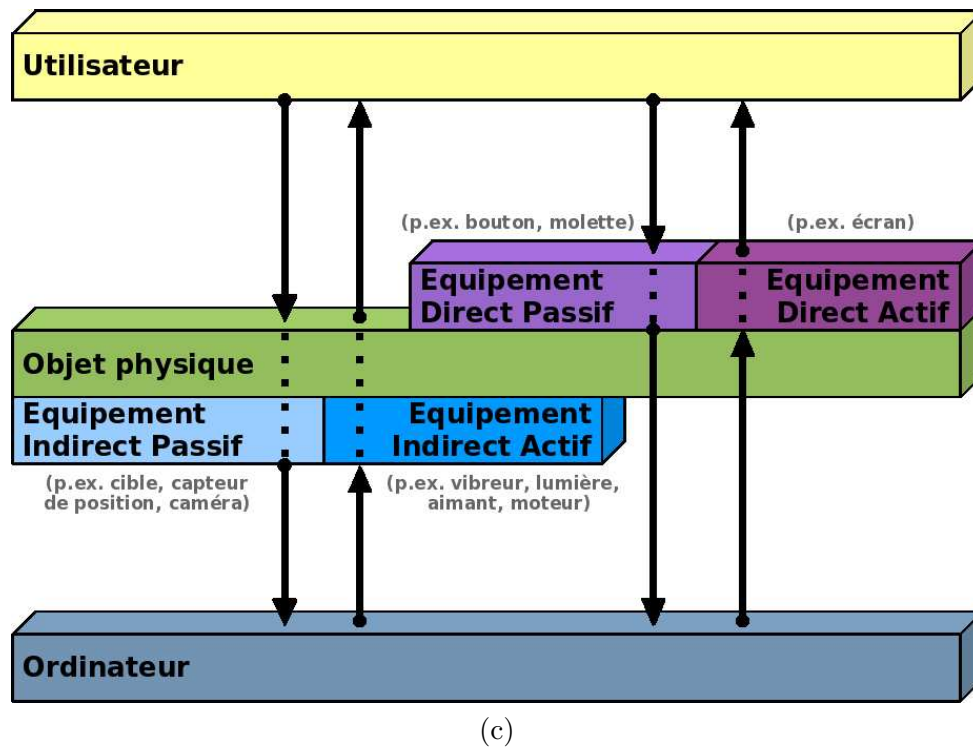 Utilisateur
(p.ex. bouton, molette)
(p.ex. écran)
Equipement
Direct Passif
Equipement
Direct Actif
Objet physique
Equipement
Indirect Passif
Equipement
Indirect Actif
(p.ex. cible, capteur
de position, caméra)
(p.ex. vibreur, lumière,
aimant, moteur)
Ordinateur
(c)